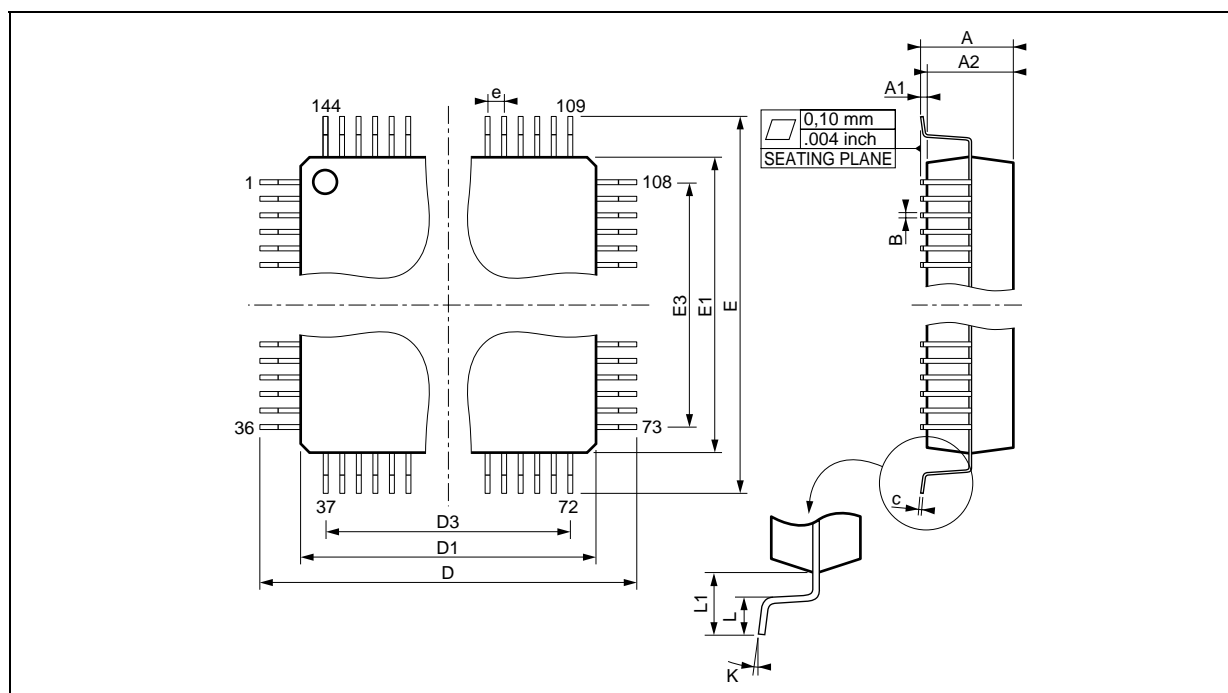 A
A2
A1
144
e
109
0,10 mm
.004 inch
SEATING PLANE
1
108
B
E3
E1
E
36
73
37
72
D3
D1
D
c
L1
L
K